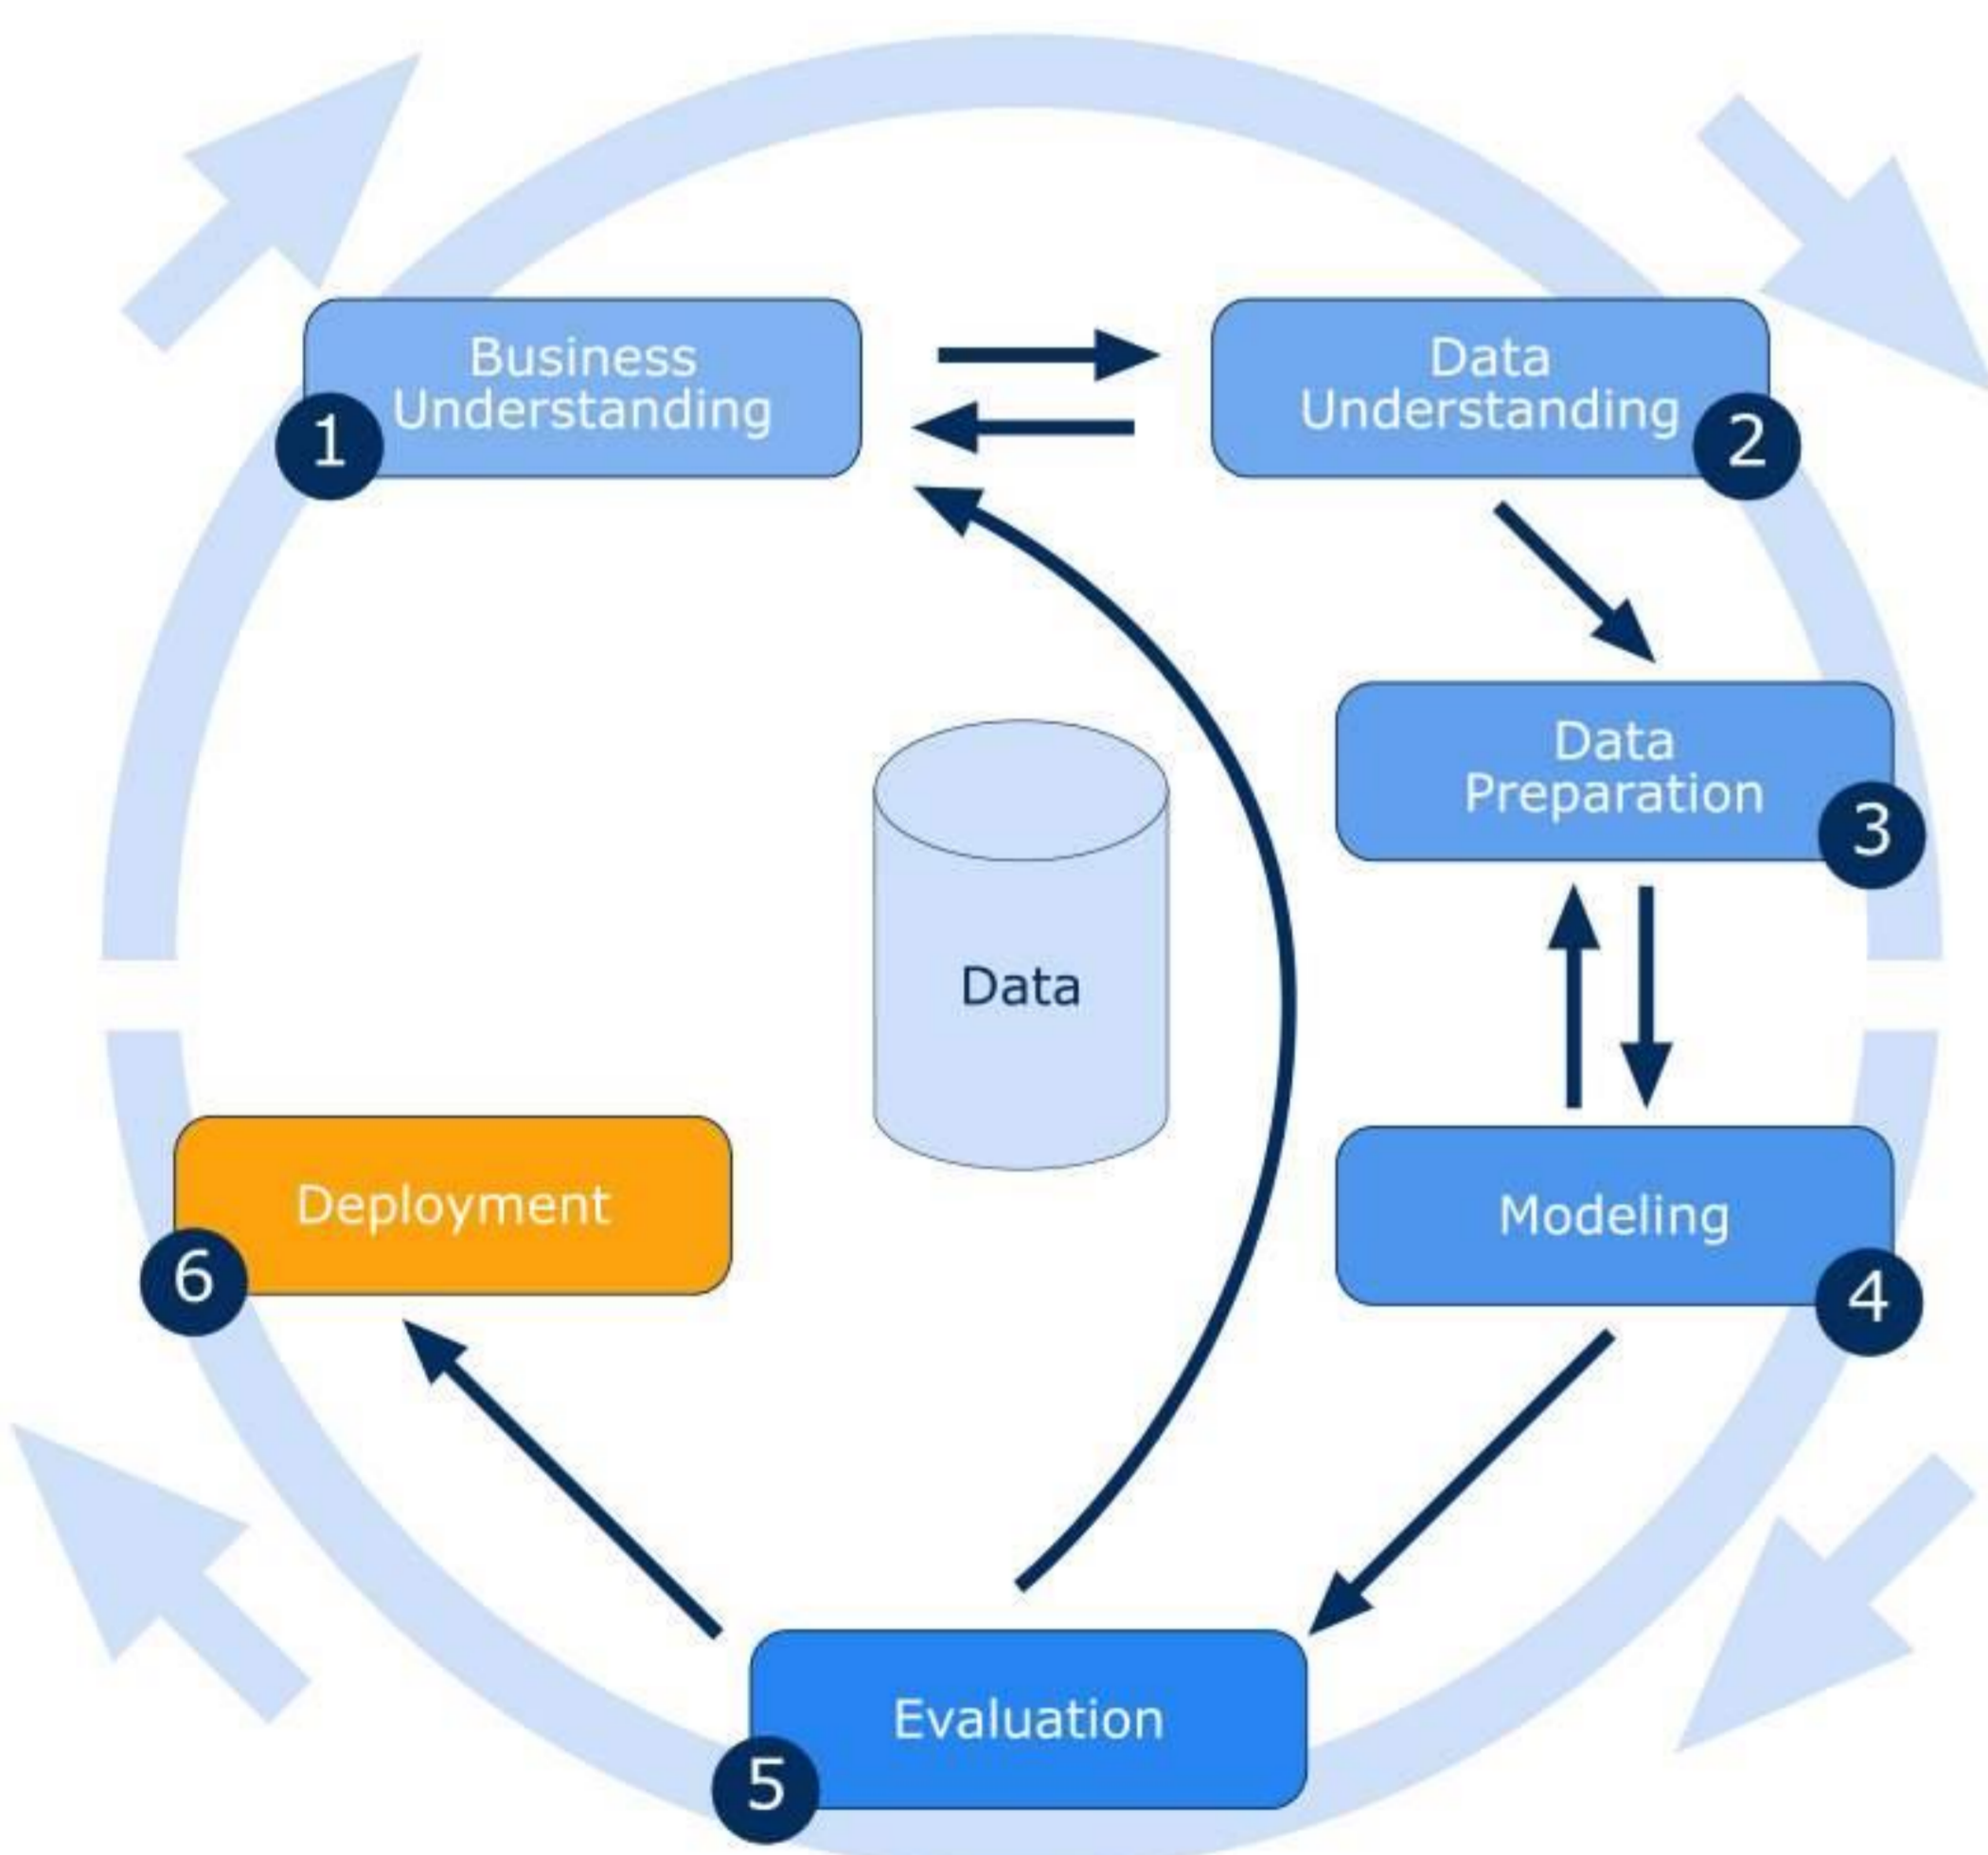 Business
Understanding
1
Data
Understanding
2
Data
Preparation
3
Data
Deployment
6
Modeling
4
Evaluation
5